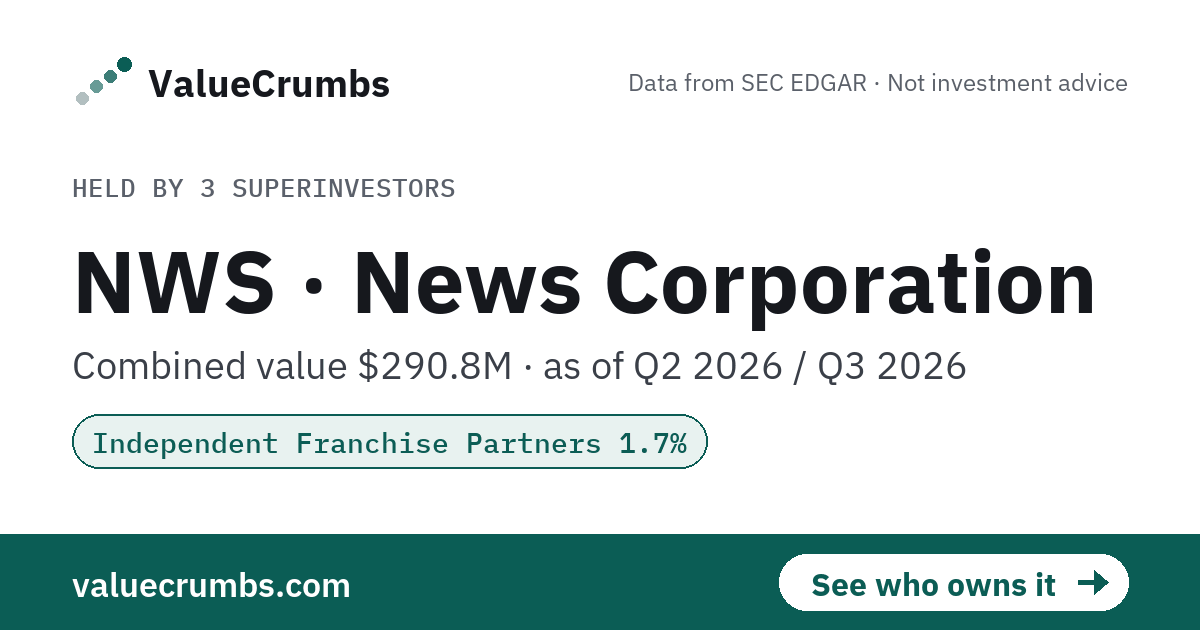 ValueCrumbs
Data from SEC EDGAR · Not investment advice
HELD BY 3 SUPERINVESTORS
NWS · News Corporation
Combined value $290.8M · as of Q2 2026 / Q3 2026
Independent Franchise Partners 1.7%
valuecrumbs.com
See who owns it →